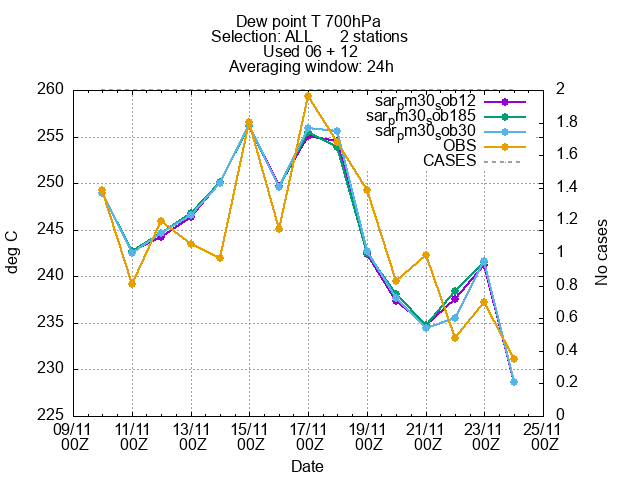 Dew point T 700hPa
Selection: ALL 2 stations
Used 06 + 12
Averaging window: 24h
260 2
sarpm30sob12
sarpm30sob185
sarpm30sob30
OBS
CASES
255 1.8
1.6
250 1.4
245 1.2
1
240 0.8
235 0.6
0.4
230 0.2
225 0
deg C
No cases
09/11 11/11 13/11 15/11 17/11 19/11 21/11 23/11 25/11
00Z 00Z 00Z 00Z 00Z 00Z 00Z 00Z 00Z
Date